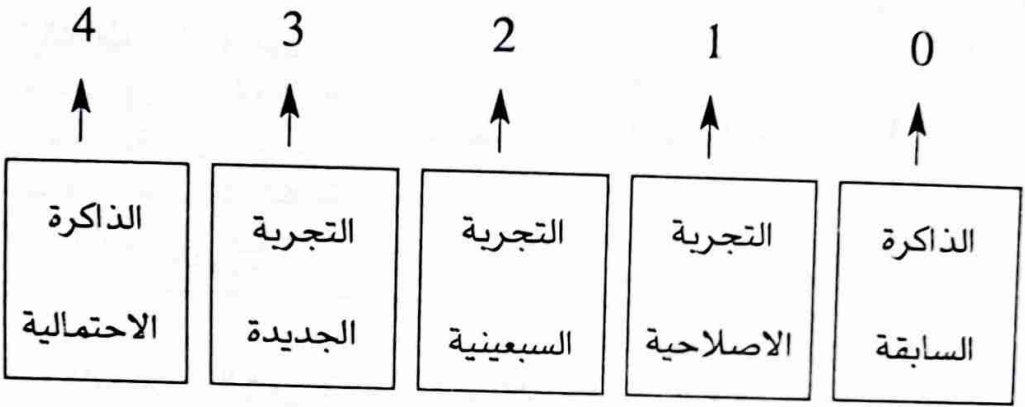 0 1 2 3 4
الذاكرة التجربة التجربة التجربة الذاكرة
السابقة الاصلاحية السبعينية الجديدة الاحتمالية